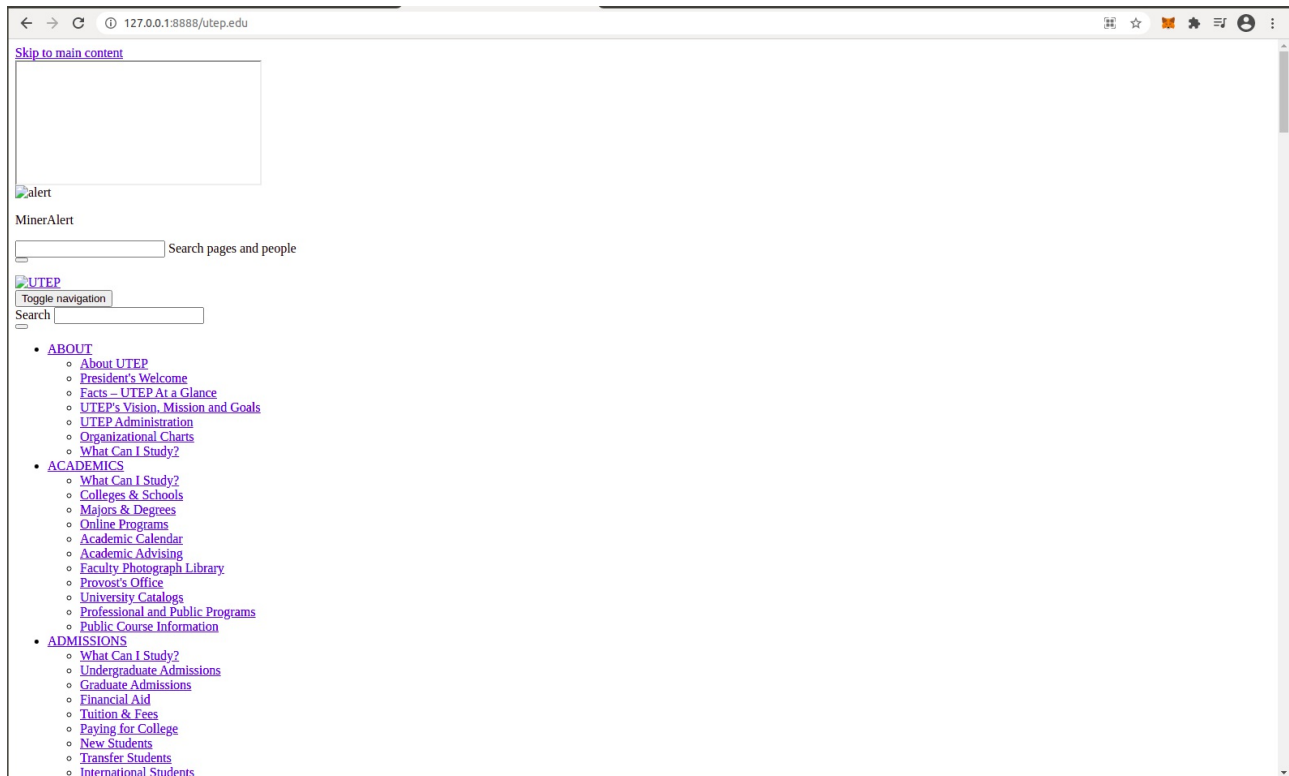 127.0.0.1:8888/utep.edu
Skip to main content
alert
MinerAlert
Search pages and people
UTEP
Toggle navigation
Search
ABOUT
About UTEP
President's Welcome
Facts – UTEP At a Glance
UTEP's Vision, Mission and Goals
UTEP Administration
Organizational Charts
What Can I Study?
ACADEMICS
What Can I Study?
Colleges & Schools
Majors & Degrees
Online Programs
Academic Calendar
Academic Advising
Faculty Photograph Library
Provost's Office
University Catalogs
Professional and Public Programs
Public Course Information
ADMISSIONS
What Can I Study?
Undergraduate Admissions
Graduate Admissions
Financial Aid
Tuition & Fees
Paying for College
New Students
Transfer Students
International Students